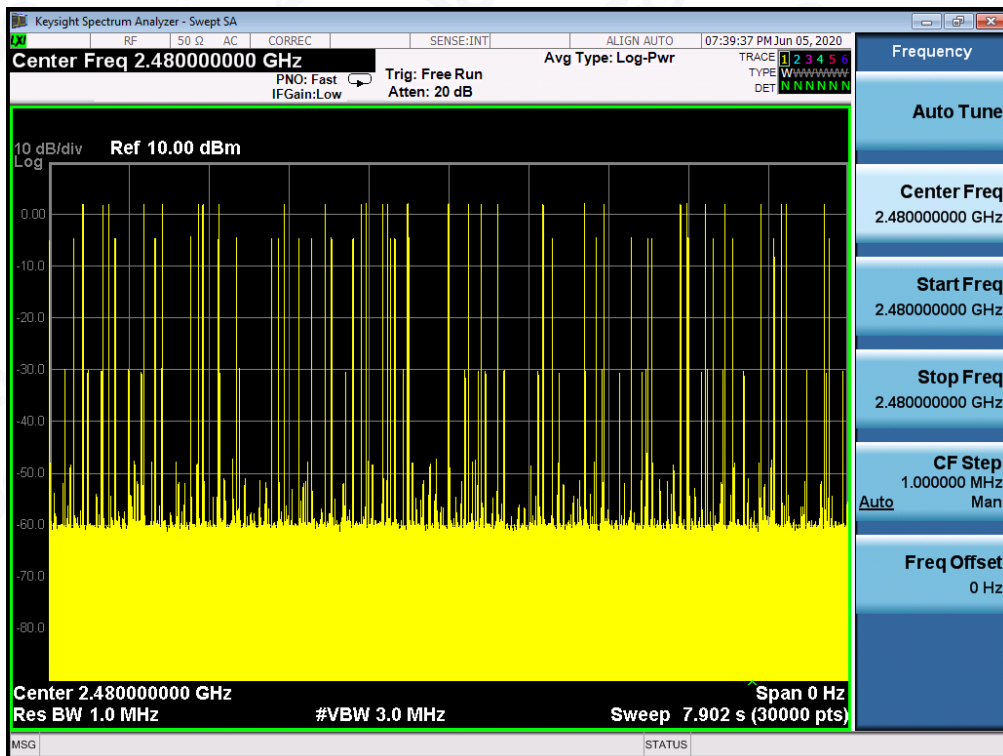 Keysight Spectrum Analyzer - Swept SA
LXI RF 50 Ω AC CORREC SENSE:INT ALIGN AUTO 07:39:37 PM Jun 05, 2020
Center Freq 2.480000000 GHz
PNO: Fast
IFGain:Low
Trig: Free Run
Atten: 20 dB
Avg Type: Log-Pwr
TRACE 1 2 3 4 5 6
TYPE WWWWWW
DET N N N N N N
10 dB/div Ref 10.00 dBm
Log
0.00
-10.0
-20.0
-30.0
-40.0
-50.0
-60.0
-70.0
-80.0
Center 2.480000000 GHz Span 0 Hz
Res BW 1.0 MHz #VBW 3.0 MHz Sweep 7.902 s (30000 pts)
MSG STATUS
Frequency
Auto Tune
Center Freq
2.480000000 GHz
Start Freq
2.480000000 GHz
Stop Freq
2.480000000 GHz
CF Step
1.000000 MHz
Auto Man
Freq Offset
0 Hz